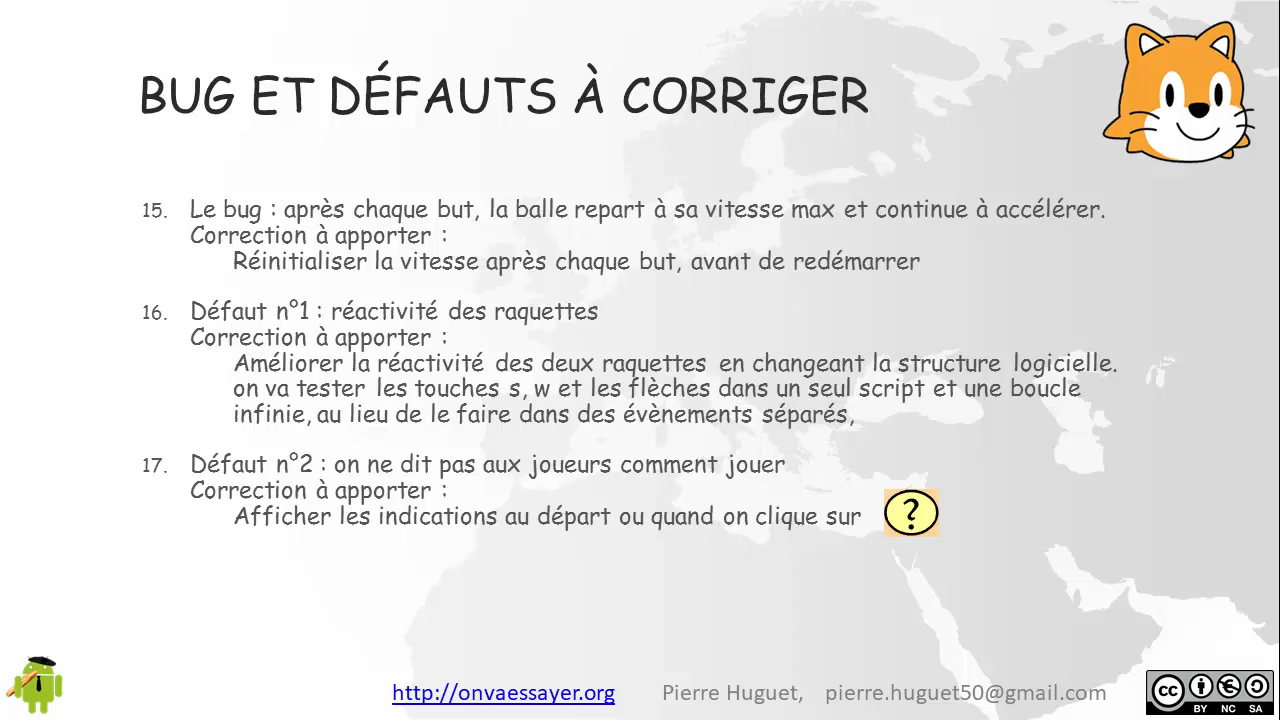 BUG ET DÉFAUTS À CORRIGER
15. Le bug : après chaque but, la balle repart à sa vitesse max et continue à accélérer.
Correction à apporter :
Réinitialiser la vitesse après chaque but, avant de redémarrer
16. Défaut n°1 : réactivité des raquettes
Correction à apporter :
Améliorer la réactivité des deux raquettes en changeant la structure logicielle.
on va tester les touches s, w et les flèches dans un seul script et une boucle
infinie, au lieu de le faire dans des évènements séparés,
17. Défaut n°2 : on ne dit pas aux joueurs comment jouer
Correction à apporter :
Afficher les indications au départ ou quand on clique sur ?
http://onvaessayer.org Pierre Huguet, pierre.huguet50@gmail.com
cc BY NC SA